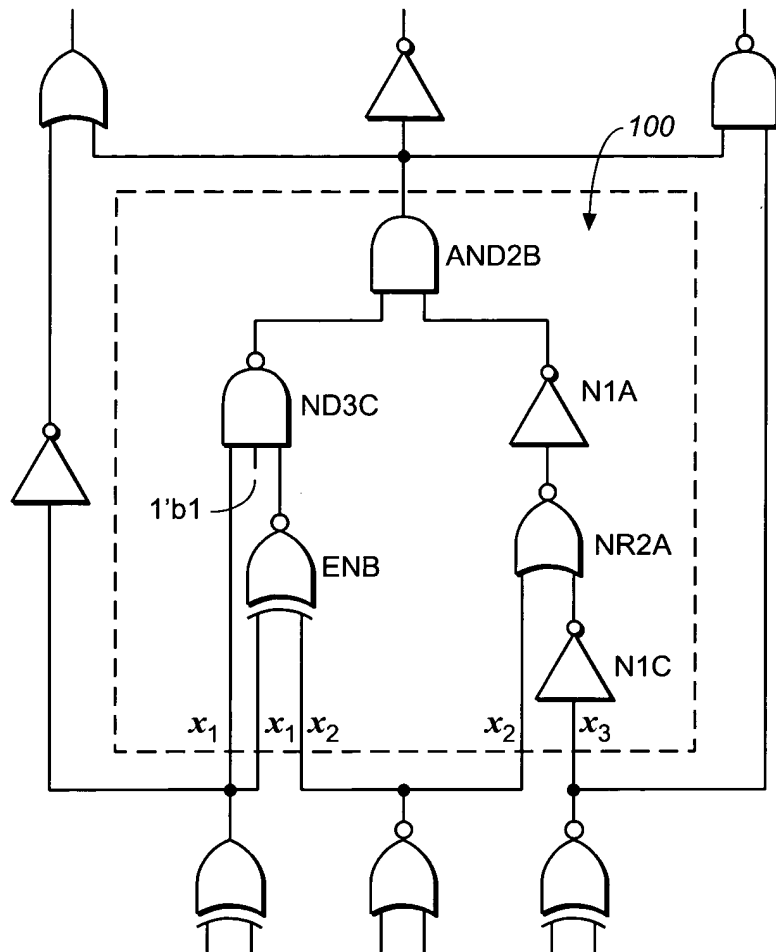 100
AND2B
ND3C
N1A
1'b1
NR2A
ENB
N1C
x₁ x₁ x₂ x₂ x₃